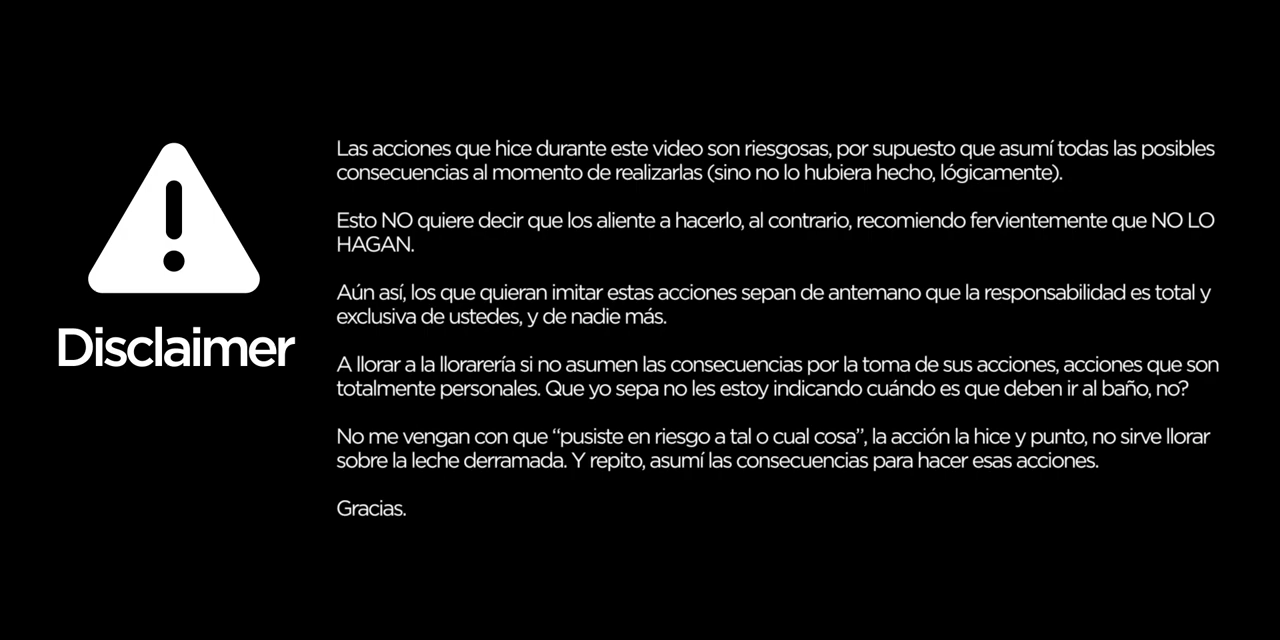 Disclaimer
Las acciones que hice durante este video son riesgosas, por supuesto que asumí todas las posibles
consecuencias al momento de realizarlas (sino no lo hubiera hecho, lógicamente).
Esto NO quiere decir que los aliente a hacerlo, al contrario, recomiendo fervientemente que NO LO
HAGAN.
Aún así, los que quieran imitar estas acciones sepan de antemano que la responsabilidad es total y
exclusiva de ustedes, y de nadie más.
A llorar a la llorarería si no asumen las consecuencias por la toma de sus acciones, acciones que son
totalmente personales. Que yo sepa no les estoy indicando cuándo es que deben ir al baño, no?
No me vengan con que “pusiste en riesgo a tal o cual cosa”, la acción la hice y punto, no sirve llorar
sobre la leche derramada. Y repito, asumí las consecuencias para hacer esas acciones.
Gracias.